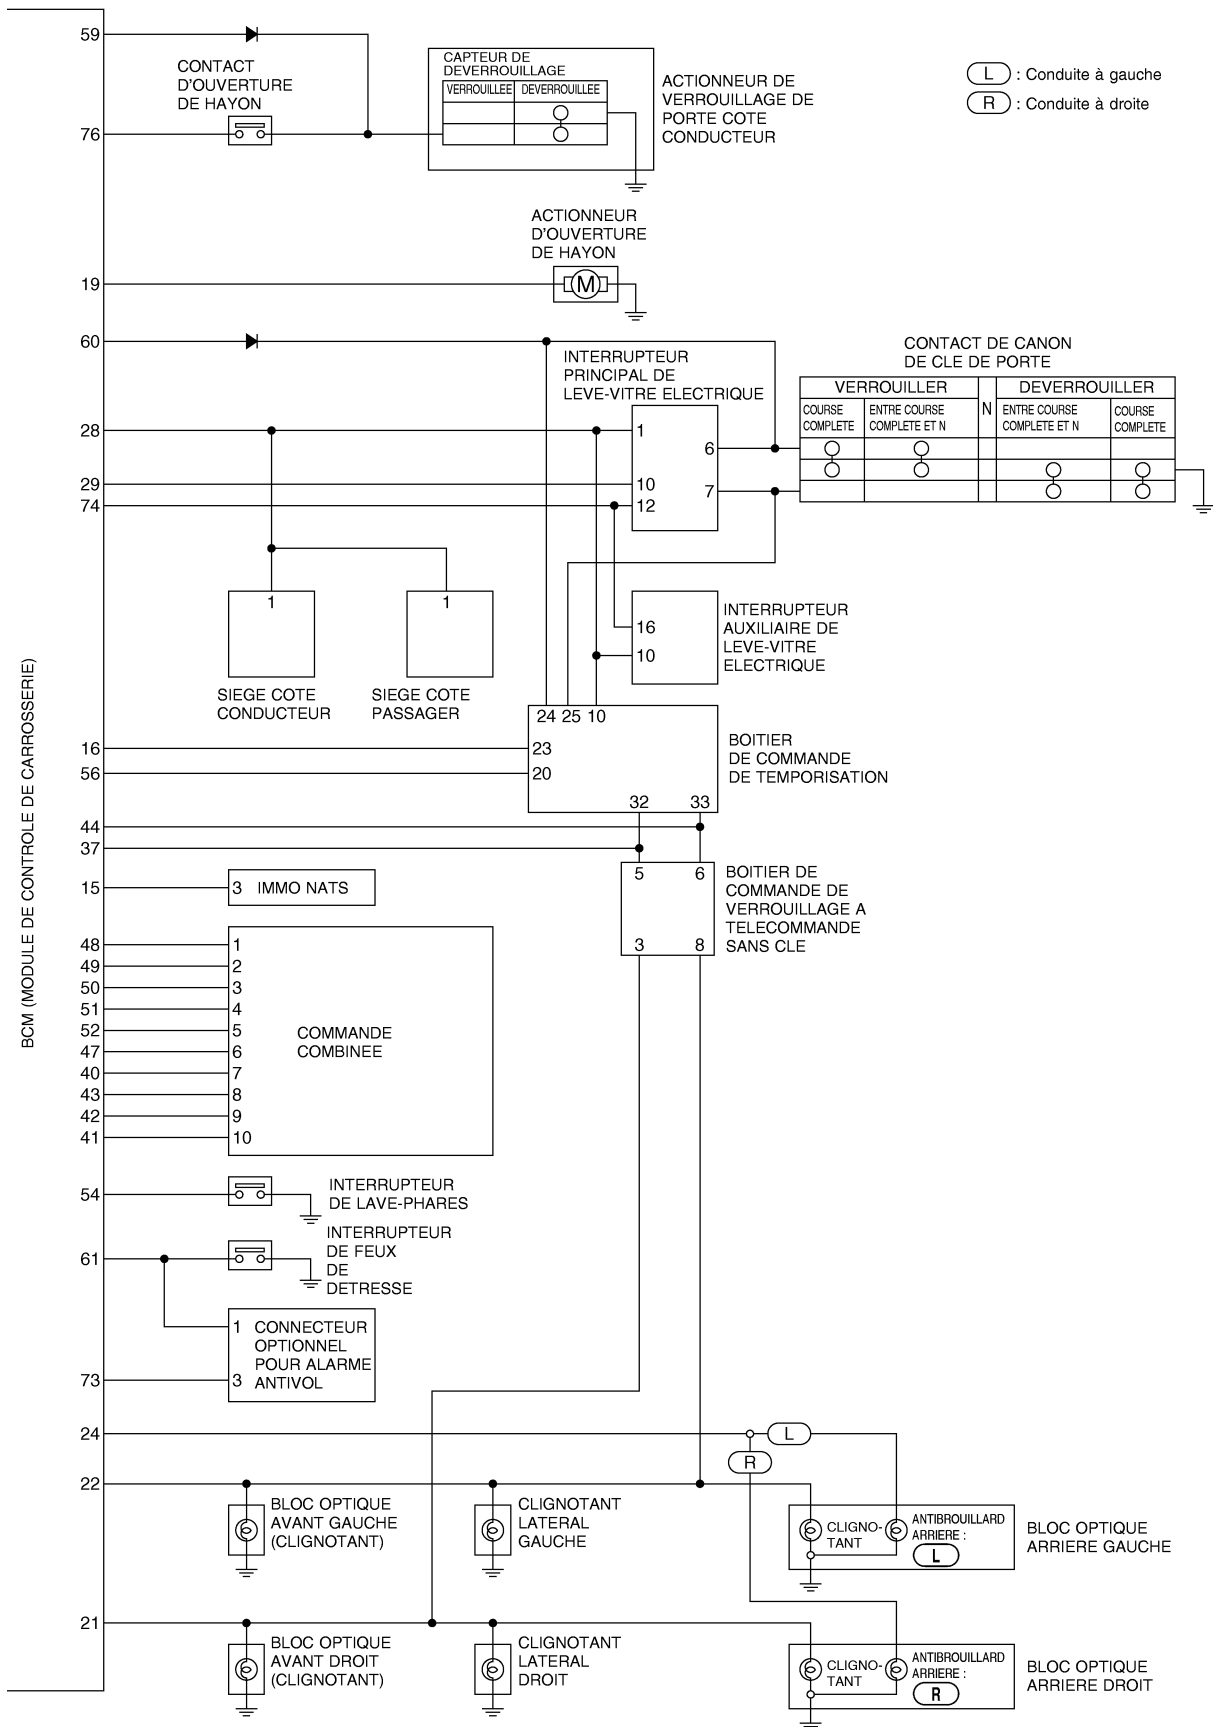 59
CONTACT
D'OUVERTURE
DE HAYON
76
CAPTEUR DE
DEVERROUILLAGE
VERROUILLEE DEVERROUILLEE
ACTIONNEUR DE
VERROUILLAGE DE
PORTE COTE
CONDUCTEUR
L : Conduite à gauche
R : Conduite à droite
ACTIONNEUR
D'OUVERTURE
DE HAYON
19
M
60
INTERRUPTEUR
PRINCIPAL DE
LEVE-VITRE ELECTRIQUE
CONTACT DE CANON
DE CLE DE PORTE
VERROUILLER N DEVERROUILLER
COURSE
COMPLETE
ENTRE COURSE
COMPLETE ET N
ENTRE COURSE
COMPLETE ET N
COURSE
COMPLETE
28
1
6
29
10
7
74
12
1
SIEGE COTE
CONDUCTEUR
1
SIEGE COTE
PASSAGER
16
10
INTERRUPTEUR
AUXILIAIRE DE
LEVE-VITRE
ELECTRIQUE
BCM (MODULE DE CONTROLE DE CARROSSERIE)
24 25 10
16
23
56
20
32 33
BOITIER
DE COMMANDE
DE TEMPORISATION
44
37
5 6
3 8
BOITIER DE
COMMANDE DE
VERROUILLAGE A
TELECOMMANDE
SANS CLE
15
3 IMMO NATS
48 1
49 2
50 3
51 4
52 5
47 6
40 7
43 8
42 9
41 10
COMMANDE
COMBINEE
54
INTERRUPTEUR
DE LAVE-PHARES
61
INTERRUPTEUR
DE FEUX
DE
DETRESSE
1 CONNECTEUR
OPTIONNEL
POUR ALARME
73
3 ANTIVOL
24
L
R
22
BLOC OPTIQUE
AVANT GAUCHE
(CLIGNOTANT)
CLIGNOTANT
LATERAL
GAUCHE
CLIGNO-
TANT
ANTIBROUILLARD
ARRIERE :
L
BLOC OPTIQUE
ARRIERE GAUCHE
21
BLOC OPTIQUE
AVANT DROIT
(CLIGNOTANT)
CLIGNOTANT
LATERAL
DROIT
CLIGNO-
TANT
ANTIBROUILLARD
ARRIERE :
R
BLOC OPTIQUE
ARRIERE DROIT